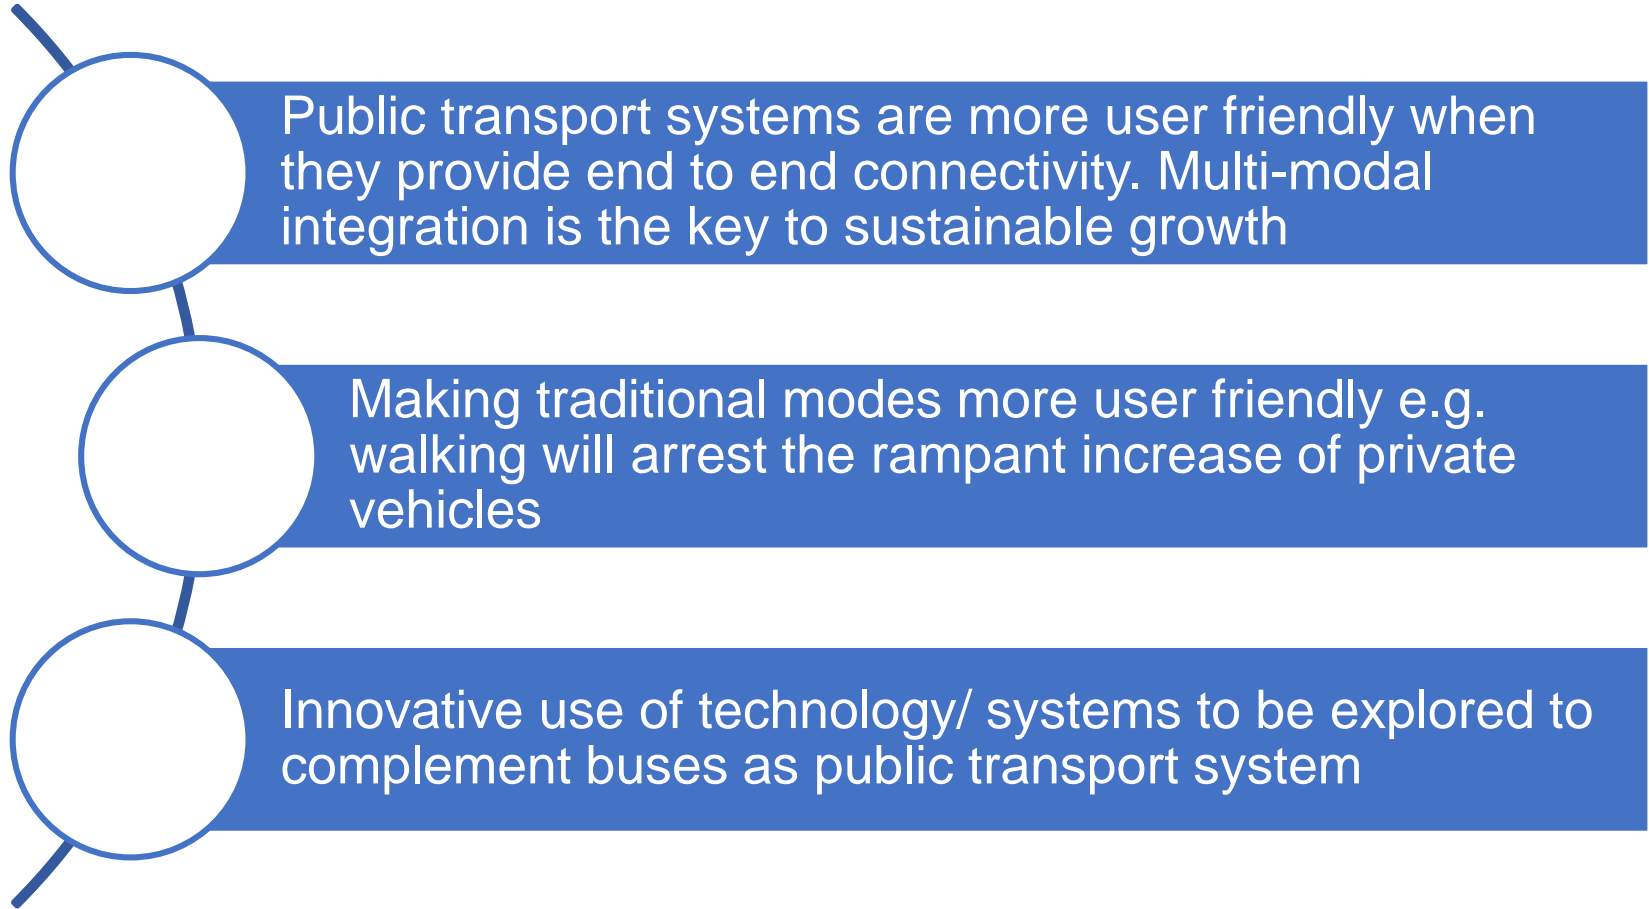 Public transport systems are more user friendly when
they provide end to end connectivity. Multi-modal
integration is the key to sustainable growth
Making traditional modes more user friendly e.g.
walking will arrest the rampant increase of private
vehicles
Innovative use of technology/ systems to be explored to
complement buses as public transport system